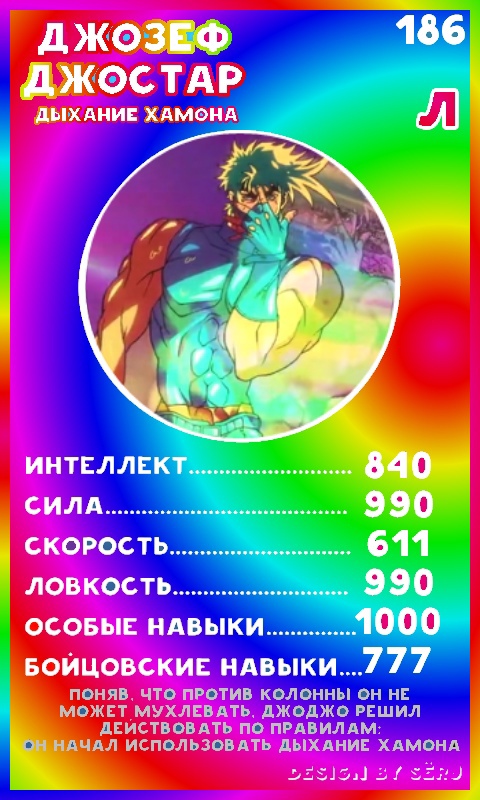 ДЖОЗЕФ
ДЖОСТАР
ДЫХАНИЕ ХАМОНА
186
Л
ИНТЕЛЛЕКТ........................... 840
СИЛА........................................ 990
СКОРОСТЬ.............................. 611
ЛОВКОСТЬ............................. 990
ОСОБЫЕ НАВЫКИ...............1000
БОЙЦОВСКИЕ НАВЫКИ....777
ПОНЯВ, ЧТО ПРОТИВ КОЛОННЫ ОН НЕ
МОЖЕТ МУХЛЕВАТЬ, ДЖОДЖО РЕШИЛ
ДЕЙСТВОВАТЬ ПО ПРАВИЛАМ:
ОН НАЧАЛ ИСПОЛЬЗОВАТЬ ДЫХАНИЕ ХАМОНА
DESIGN BY SЁRJ